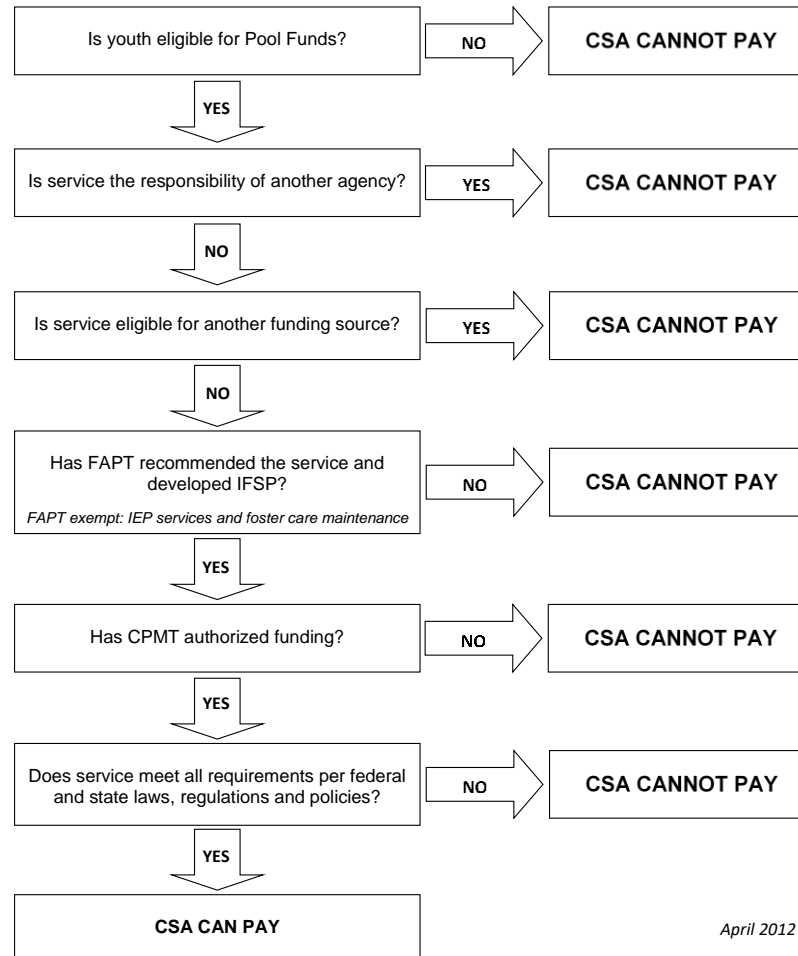 Is youth eligible for Pool Funds?
NO
CSA CANNOT PAY
YES
Is service the responsibility of another agency?
YES
CSA CANNOT PAY
NO
Is service eligible for another funding source?
YES
CSA CANNOT PAY
NO
Has FAPT recommended the service and
developed IFSP?
FAPT exempt: IEP services and foster care maintenance
NO
CSA CANNOT PAY
YES
Has CPMT authorized funding?
NO
CSA CANNOT PAY
YES
Does service meet all requirements per federal
and state laws, regulations and policies?
NO
CSA CANNOT PAY
YES
CSA CAN PAY
April 2012